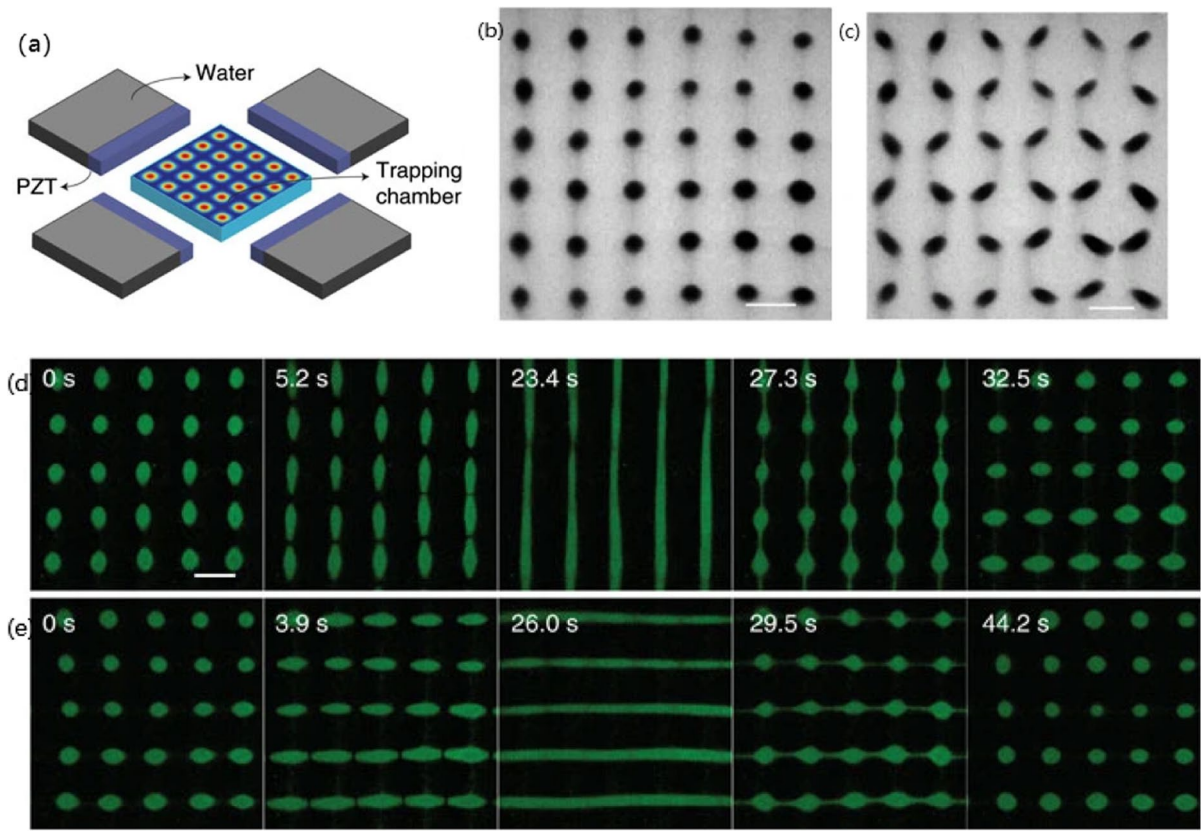 (a)
Water
PZT
Trapping
chamber
(b)
(c)
(d)
0 s
5.2 s
23.4 s
27.3 s
32.5 s
(e)
0 s
3.9 s
26.0 s
29.5 s
44.2 s